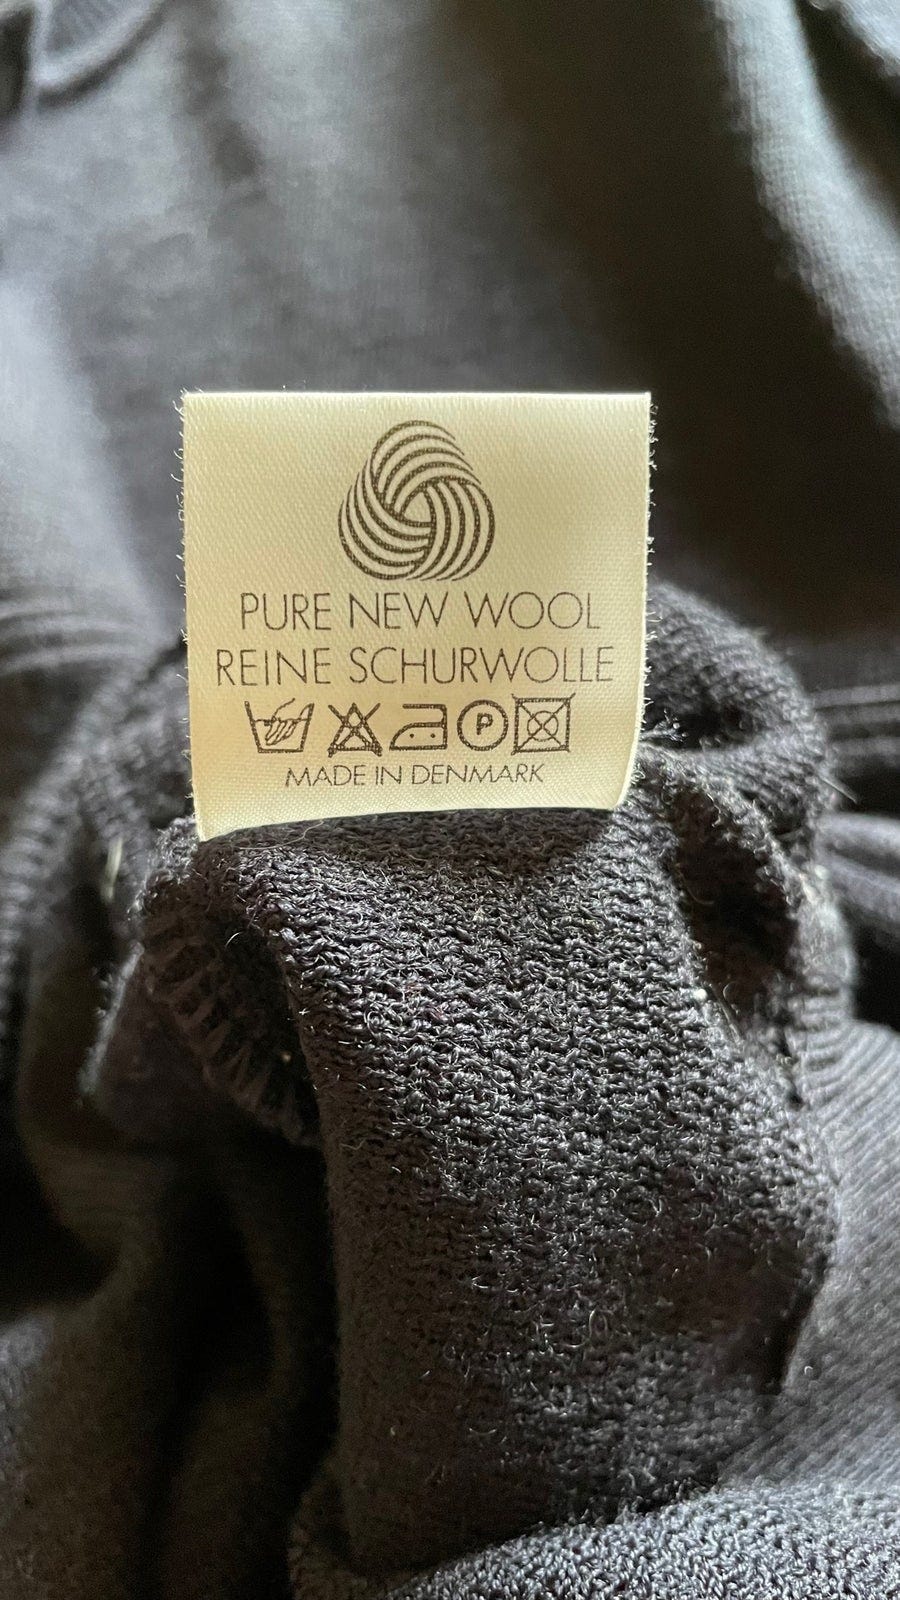 PURE NEW WOOL
REINE SCHURWOLLE
P
MADE IN DENMARK